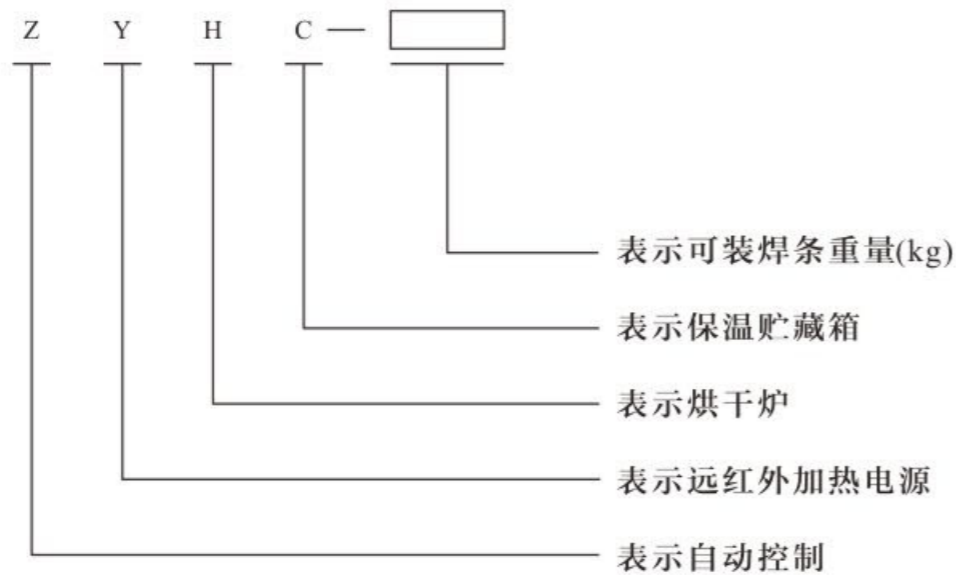 Z Y H C —
表示可装焊条重量(kg)
表示保温贮藏箱
表示烘干炉
表示远红外加热电源
表示自动控制